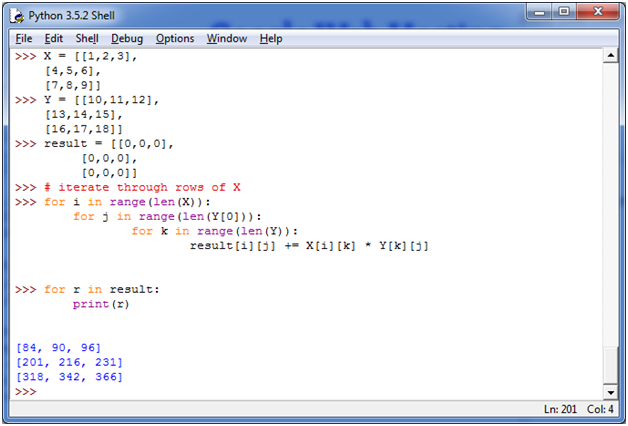 Python 3.5.2 Shell
File Edit Shell Debug Options Window Help
>>> X = [[1,2,3],
    [4,5,6],
    [7,8,9]]
>>> Y = [[10,11,12],
    [13,14,15],
    [16,17,18]]
>>> result = [[0,0,0],
         [0,0,0],
         [0,0,0]]
>>> # iterate through rows of X
>>> for i in range(len(X)):
        for j in range(len(Y[0])):
                for k in range(len(Y)):
                        result[i][j] += X[i][k] * Y[k][j]
>>> for r in result:
        print(r)
[84, 90, 96]
[201, 216, 231]
[318, 342, 366]
>>>
Ln: 201 Col: 4